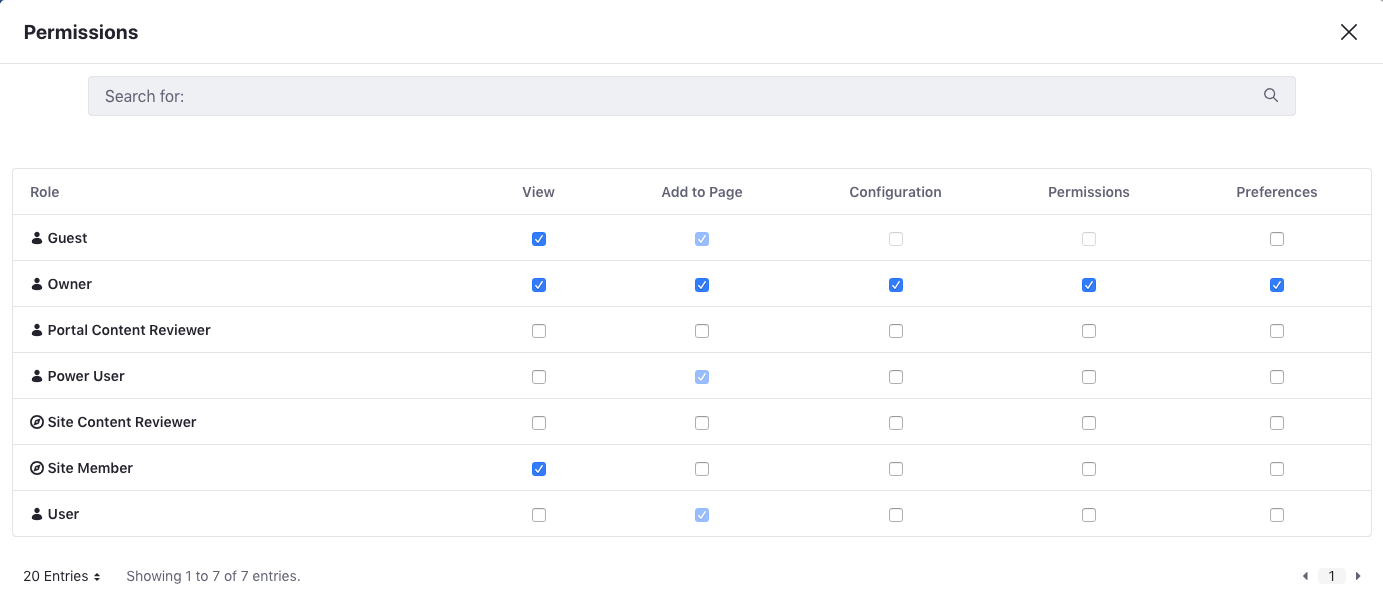 Permissions
Search for:
Role View Add to Page Configuration Permissions Preferences
Guest
Owner
Portal Content Reviewer
Power User
Site Content Reviewer
Site Member
User
20 Entries Showing 1 to 7 of 7 entries. 1